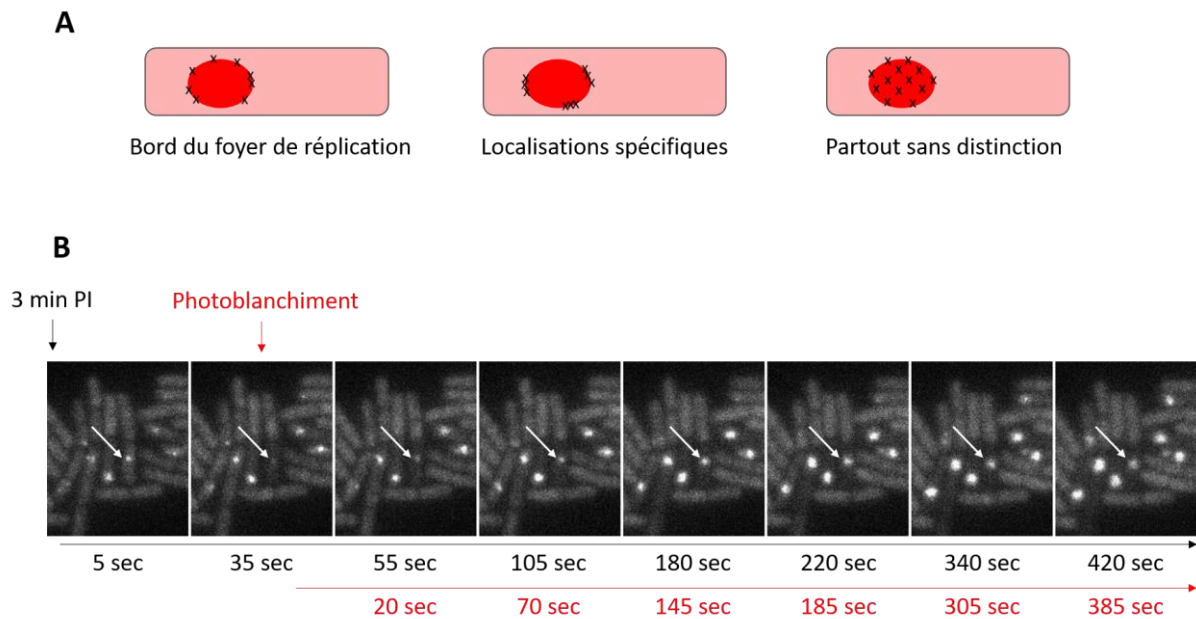 A
Bord du foyer de réplication
Localisations spécifiques
Partout sans distinction
B
3 min PI
Photoblanchiment
5 sec
35 sec
55 sec
105 sec
180 sec
220 sec
340 sec
420 sec
20 sec
70 sec
145 sec
185 sec
305 sec
385 sec